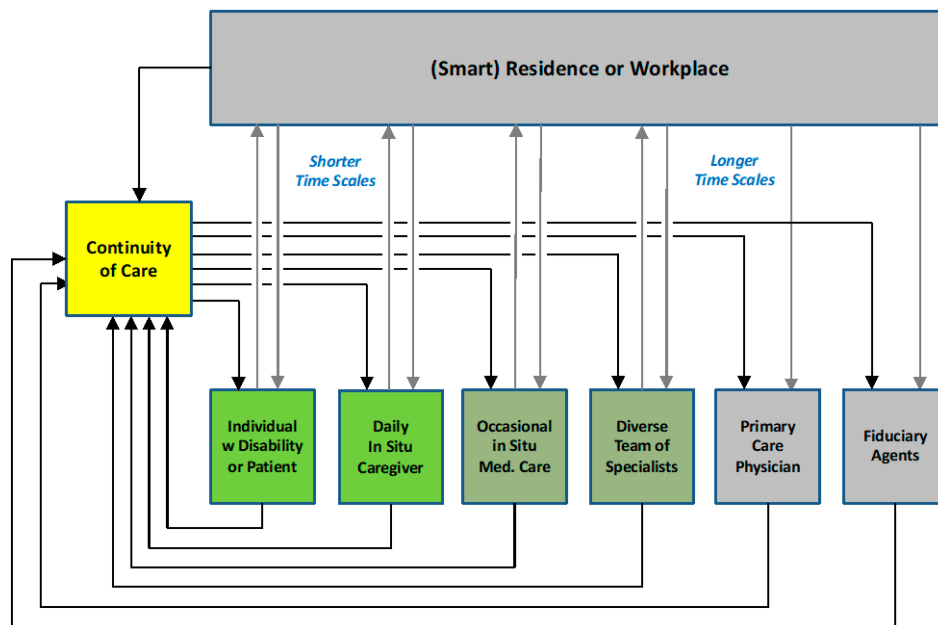 (Smart) Residence or Workplace
Shorter
Time Scales
Longer
Time Scales
Continuity
of Care
Individual
w Disability
or Patient
Daily
In Situ
Caregiver
Occasional
in Situ
Med. Care
Diverse
Team of
Specialists
Primary
Care
Physician
Fiduciary
Agents